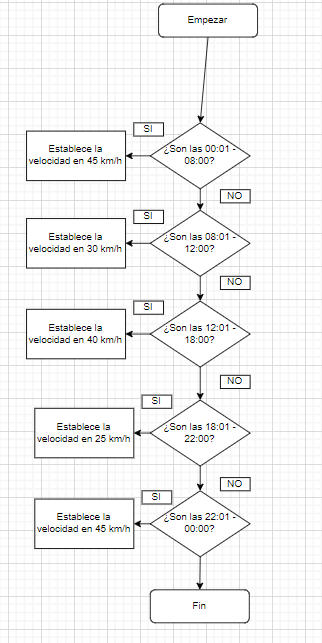 Empezar
SI
¿Son las 00:01 -
08:00?
Establece la
velocidad en 45 km/h
NO
SI
¿Son las 08:01 -
12:00?
Establece la
velocidad en 30 km/h
NO
SI
¿Son las 12:01 -
18:00?
Establece la
velocidad en 40 km/h
NO
SI
¿Son las 18:01 -
22:00?
Establece la
velocidad en 25 km/h
NO
SI
¿Son las 22:01 -
00:00?
Establece la
velocidad en 45 km/h
Fin